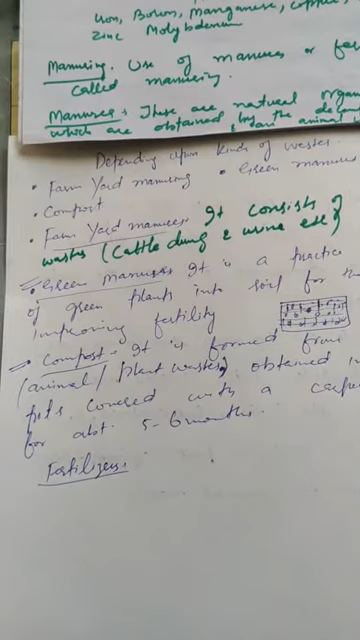 Iron, Boron, Manganese, Copper,
Zinc Molybdenum
Manuring. Use of manures or
called manuring.
Manures: These are natural organ
which are obtained by the
Depending upon kinds of wastes.
• Farm Yard manuring • Green manures
• Compost
• Farm Yard manures. It consists of
wastes (Cattle dung & urine etc)
• Green manures It is a practice
of green plants into soil for the
improving fertility
• Compost - It is formed from
(animal / plant wastes) obtained in
pits covered with a
for abt. 5-6 months.
Fertilizers.